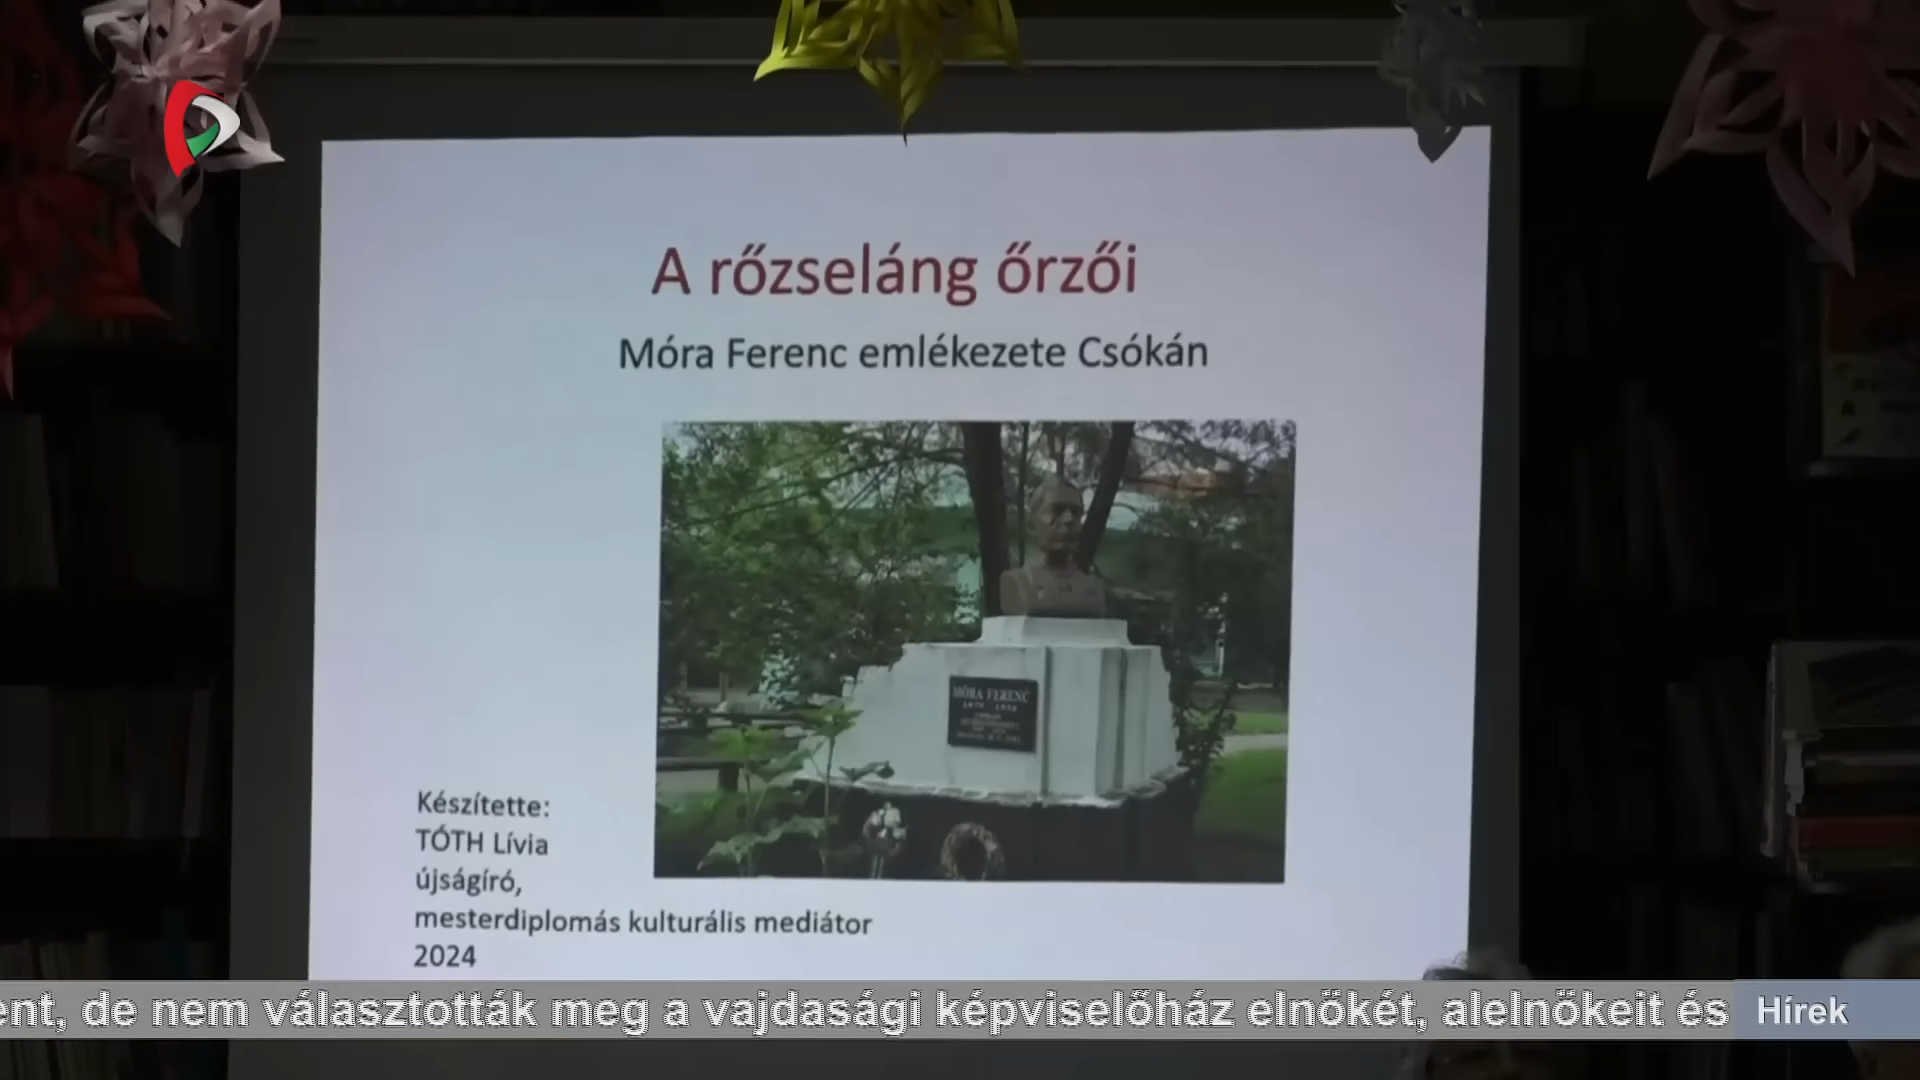 A rőzseláng őrzői
Móra Ferenc emlékezete Csókán
MÓRA FERENC
Készítette:
TÓTH Lívia
újságíró,
mesterdiplomás kulturális mediátor
2024
ent, de nem választották meg a vajdasági képviselőház elnökét, alelnökeit és
Hírek